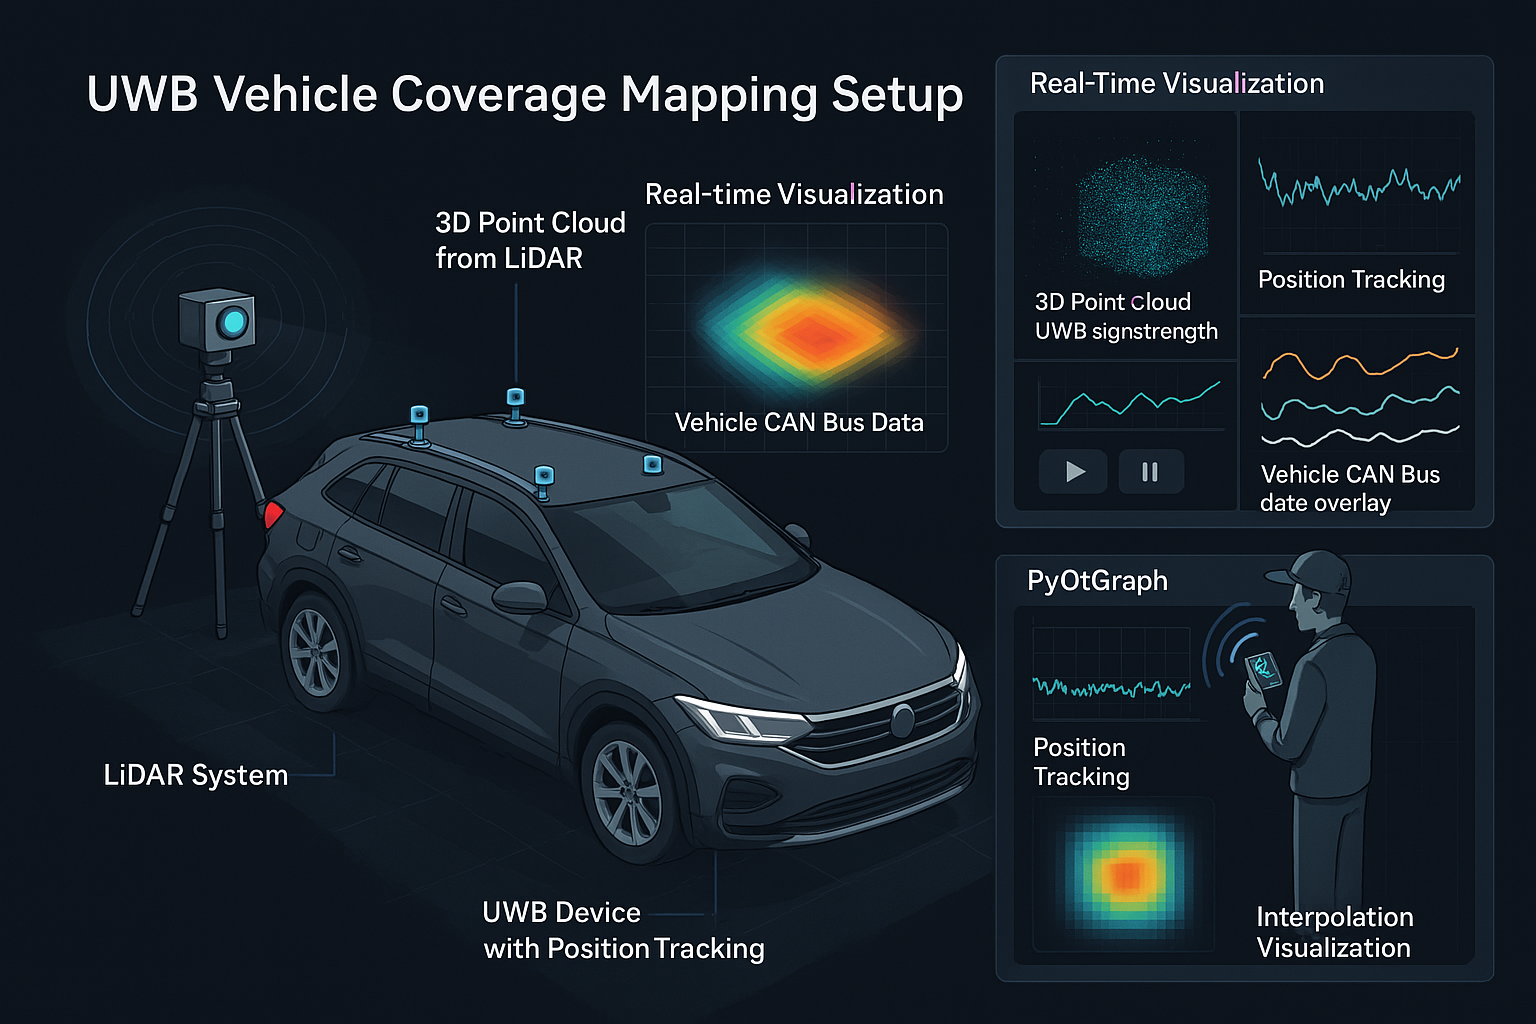 UWB Vehicle Coverage Mapping Setup
3D Point Cloud
from LiDAR
Real-time Visualization
Vehicle CAN Bus Data
LiDAR System
UWB Device
with Position Tracking
Real-Time Visualization
3D Point Cloud
UWB signstrength
Position Tracking
Vehicle CAN Bus
date overlay
PyOtGraph
Position
Tracking
Interpolation
Visualization